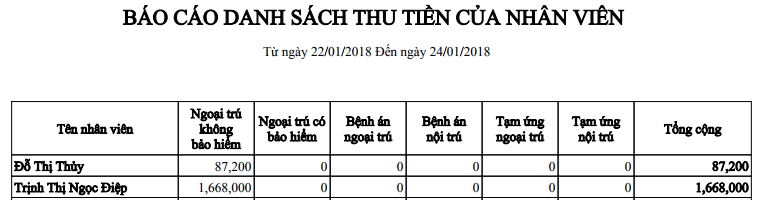 BÁO CÁO DANH SÁCH THU TIỀN CỦA NHÂN VIÊN
Từ ngày 22/01/2018 Đến ngày 24/01/2018
Tên nhân viên Ngoại trú không bảo hiểm Ngoại trú có bảo hiểm Bệnh án ngoại trú Bệnh án nội trú Tạm ứng ngoại trú Tạm ứng nội trú Tổng cộng
Đỗ Thị Thủy 87,200 0 0 0 0 0 87,200
Trịnh Thị Ngọc Điệp 1,668,000 0 0 0 0 0 1,668,000